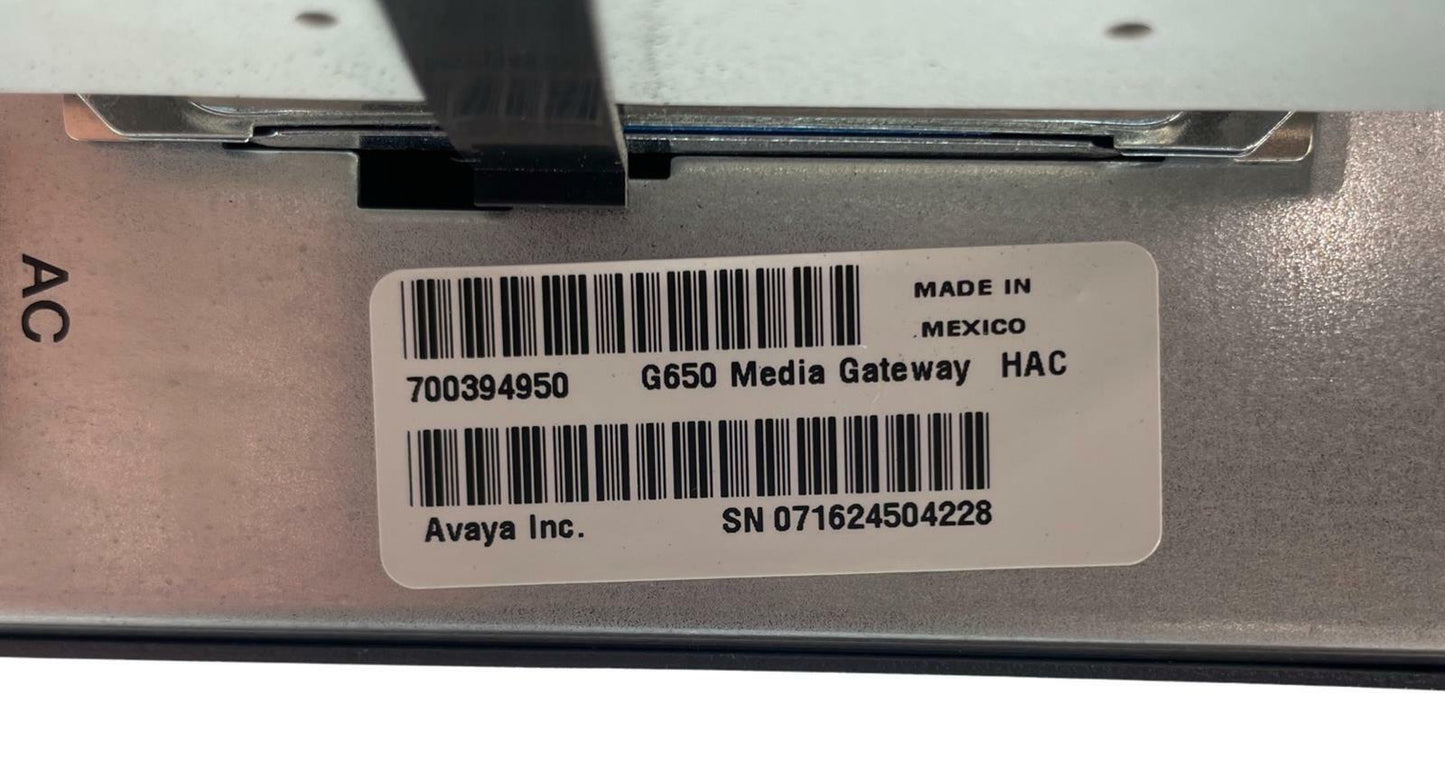 AC
MADE IN
MEXICO
700394950 G650 Media Gateway HAC
Avaya Inc. SN 071624504228